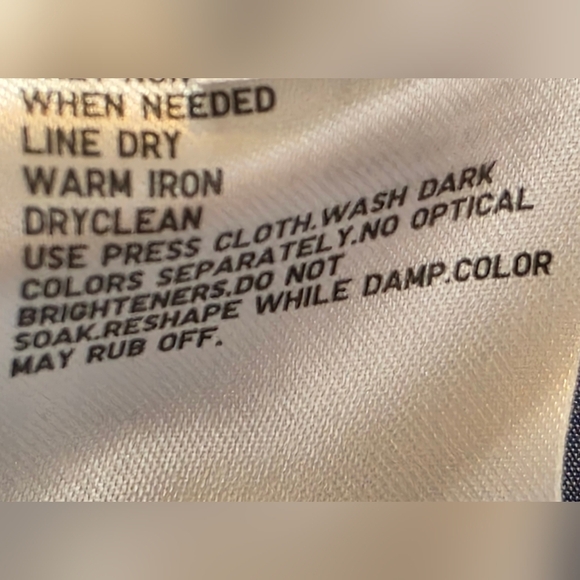 WHEN NEEDED
LINE DRY
WARM IRON
DRYCLEAN
USE PRESS CLOTH.WASH DARK
COLORS SEPARATELY.NO OPTICAL
BRIGHTENERS.DO NOT
SOAK.RESHAPE WHILE DAMP.COLOR
MAY RUB OFF.